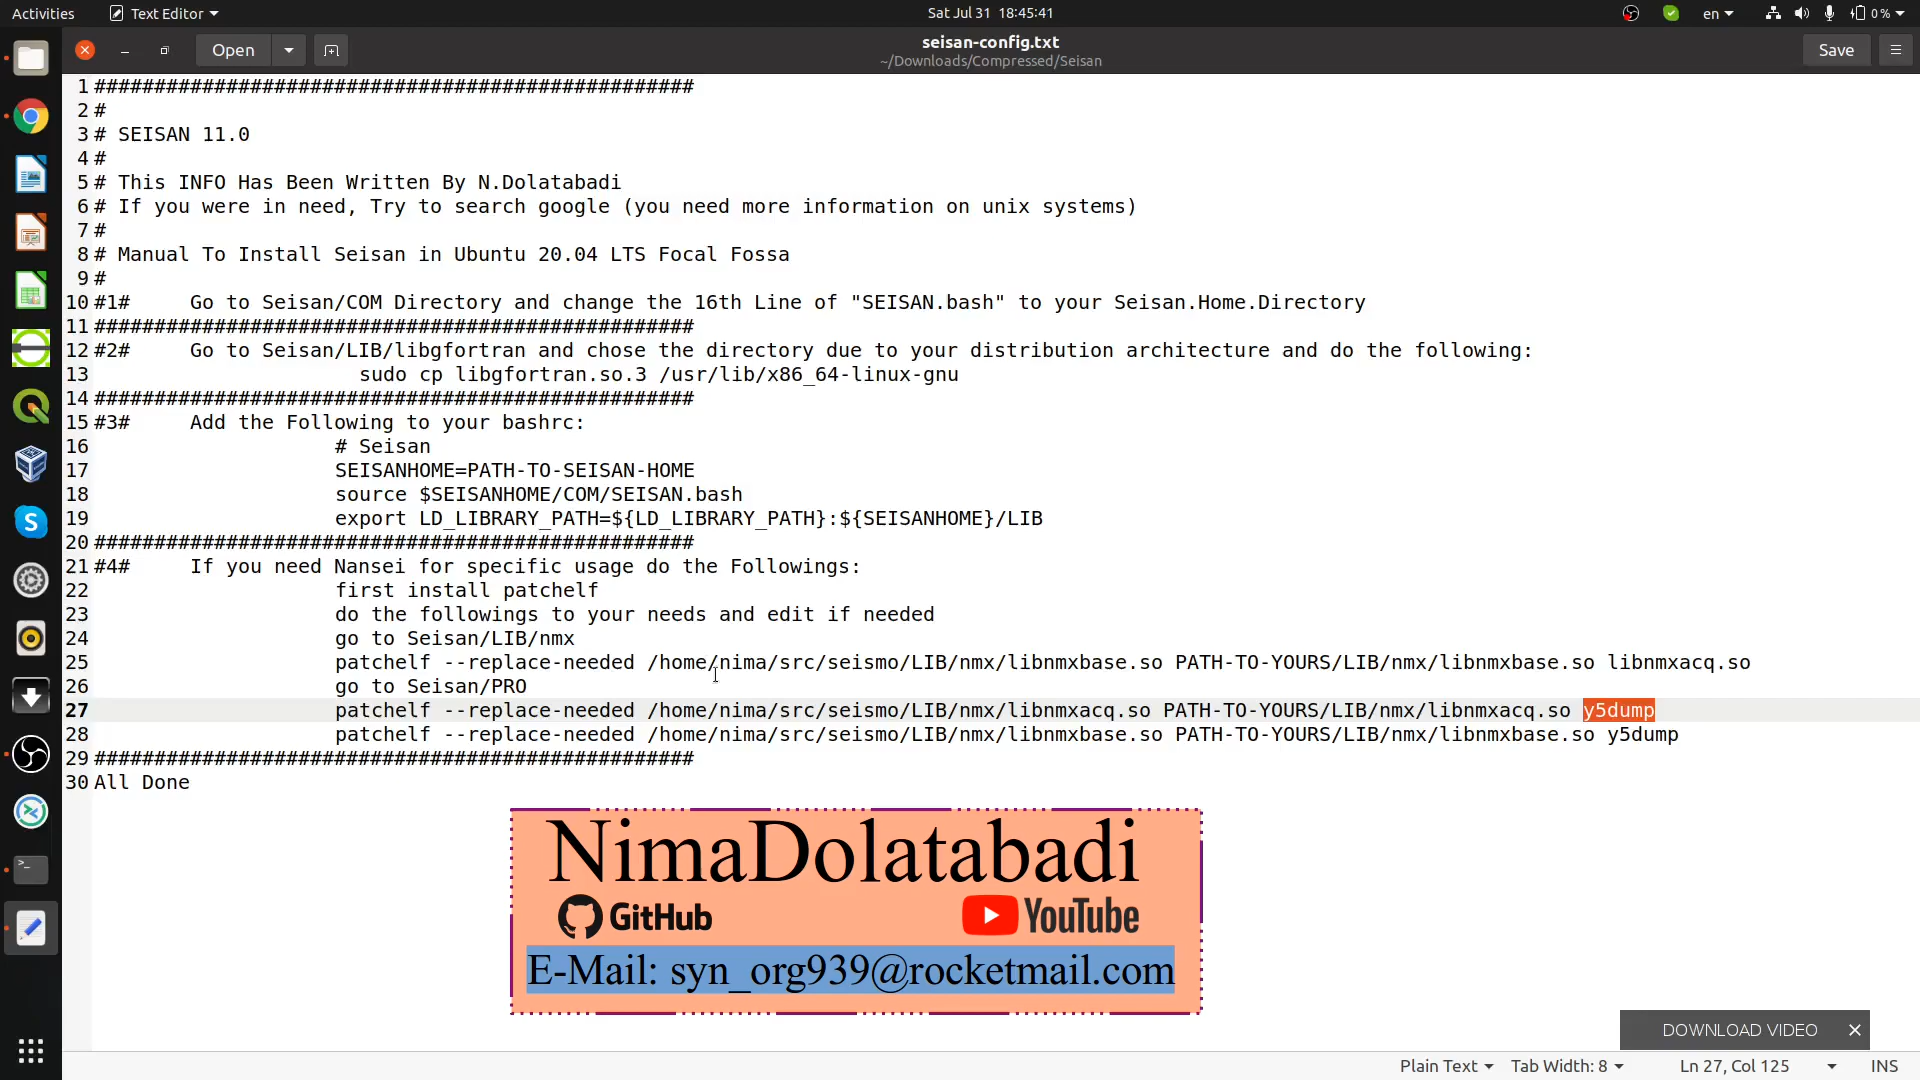 Activities Text Editor Sat Jul 31 18:45:41 en 0 %
Open seisan-config.txt Save
~/Downloads/Compressed/Seisan
1 ##################################################
2 #
3 # SEISAN 11.0
4 #
5 # This INFO Has Been Written By N.Dolatabadi
6 # If you were in need, Try to search google (you need more information on unix systems)
7 #
8 # Manual To Install Seisan in Ubuntu 20.04 LTS Focal Fossa
9 #
10 #1# Go to Seisan/COM Directory and change the 16th Line of "SEISAN.bash" to your Seisan.Home.Directory
11 ##################################################
12 #2# Go to Seisan/LIB/libgfortran and chose the directory due to your distribution architecture and do the following:
13 sudo cp libgfortran.so.3 /usr/lib/x86_64-linux-gnu
14 ##################################################
15 #3# Add the Following to your bashrc:
16 # Seisan
17 SEISANHOME=PATH-TO-SEISAN-HOME
18 source $SEISANHOME/COM/SEISAN.bash
19 export LD_LIBRARY_PATH=${LD_LIBRARY_PATH}:${SEISANHOME}/LIB
20 ##################################################
21 #4# If you need Nansei for specific usage do the Followings:
22 first install patchelf
23 do the followings to your needs and edit if needed
24 go to Seisan/LIB/nmx
25 patchelf --replace-needed /home/nima/src/seismo/LIB/nmx/libnmxbase.so PATH-TO-YOURS/LIB/nmx/libnmxbase.so libnmxacq.so
26 go to Seisan/PRO
27 patchelf --replace-needed /home/nima/src/seismo/LIB/nmx/libnmxacq.so PATH-TO-YOURS/LIB/nmx/libnmxacq.so y5dump
28 patchelf --replace-needed /home/nima/src/seismo/LIB/nmx/libnmxbase.so PATH-TO-YOURS/LIB/nmx/libnmxbase.so y5dump
29 ##################################################
30 All Done
NimaDolatabadi
GitHub YouTube
E-Mail: syn_org939@rocketmail.com
DOWNLOAD VIDEO
Plain Text Tab Width: 8 Ln 27, Col 125 INS